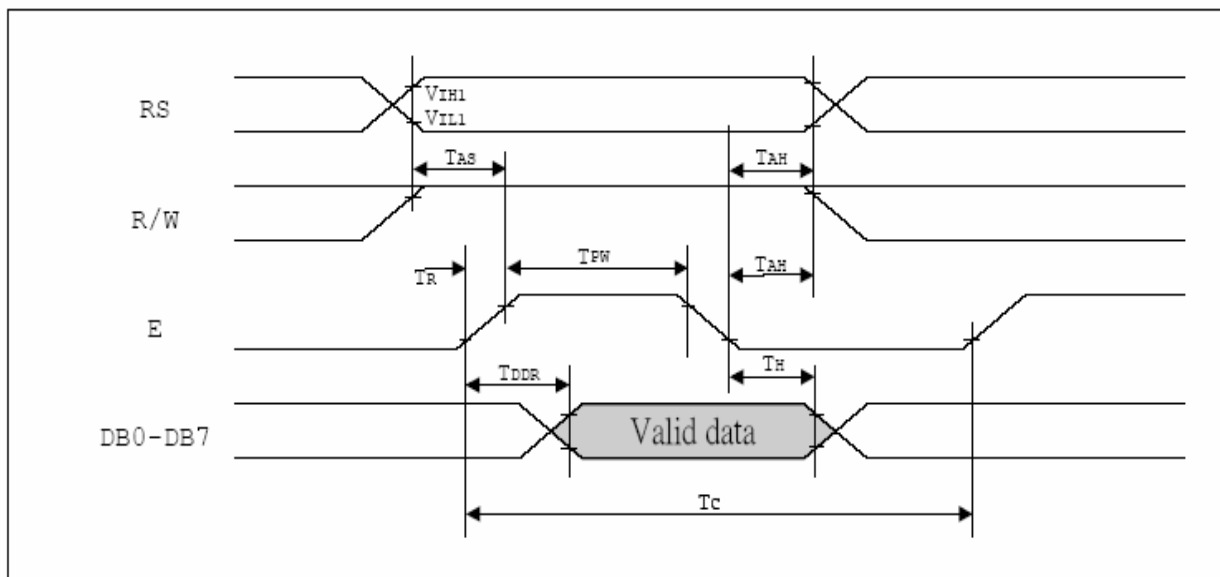 RS
VIH1
VIL1
TAS
TAH
R/W
TPW
TR
TAH
E
TDDR
TH
DB0-DB7
Valid data
TC